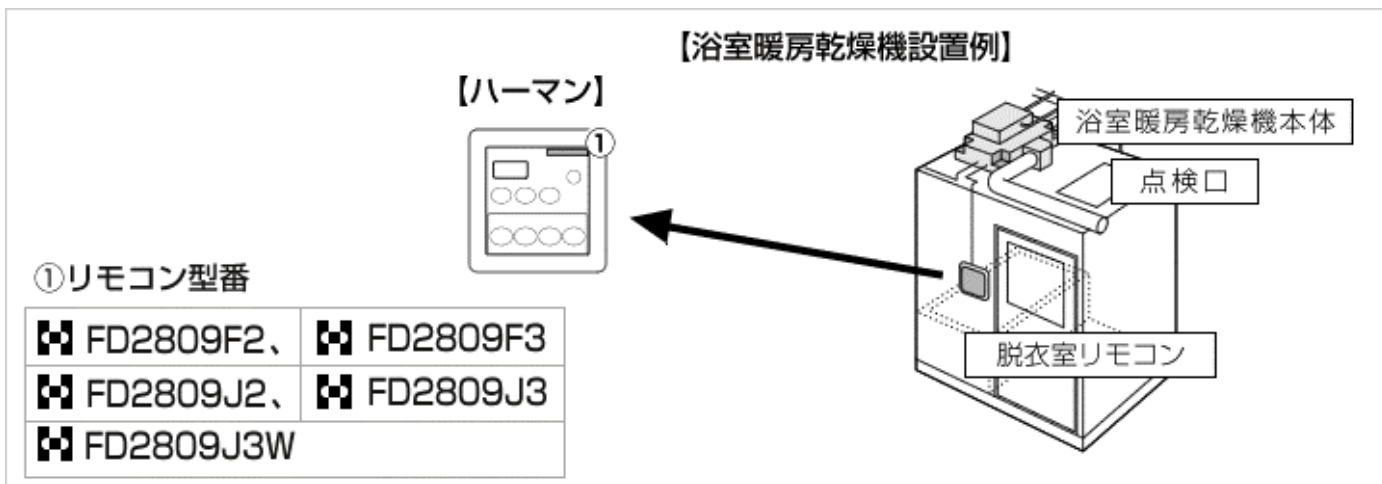 【浴室暖房乾燥機設置例】
【ハーマン】
①
浴室暖房乾燥機本体
点検口
脱衣室リモコン
①リモコン型番
FD2809F2、 FD2809F3
FD2809J2、 FD2809J3
FD2809J3W